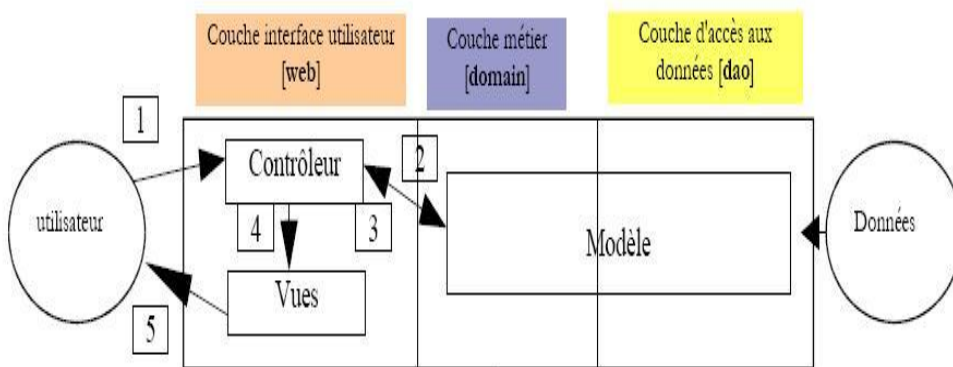 Couche interface utilisateur
[web]
Couche métier
[domain]
Couche d'accès aux
données [dao]
1
Contrôleur
2
utilisateur
4
3
Modèle
Données
Vues
5